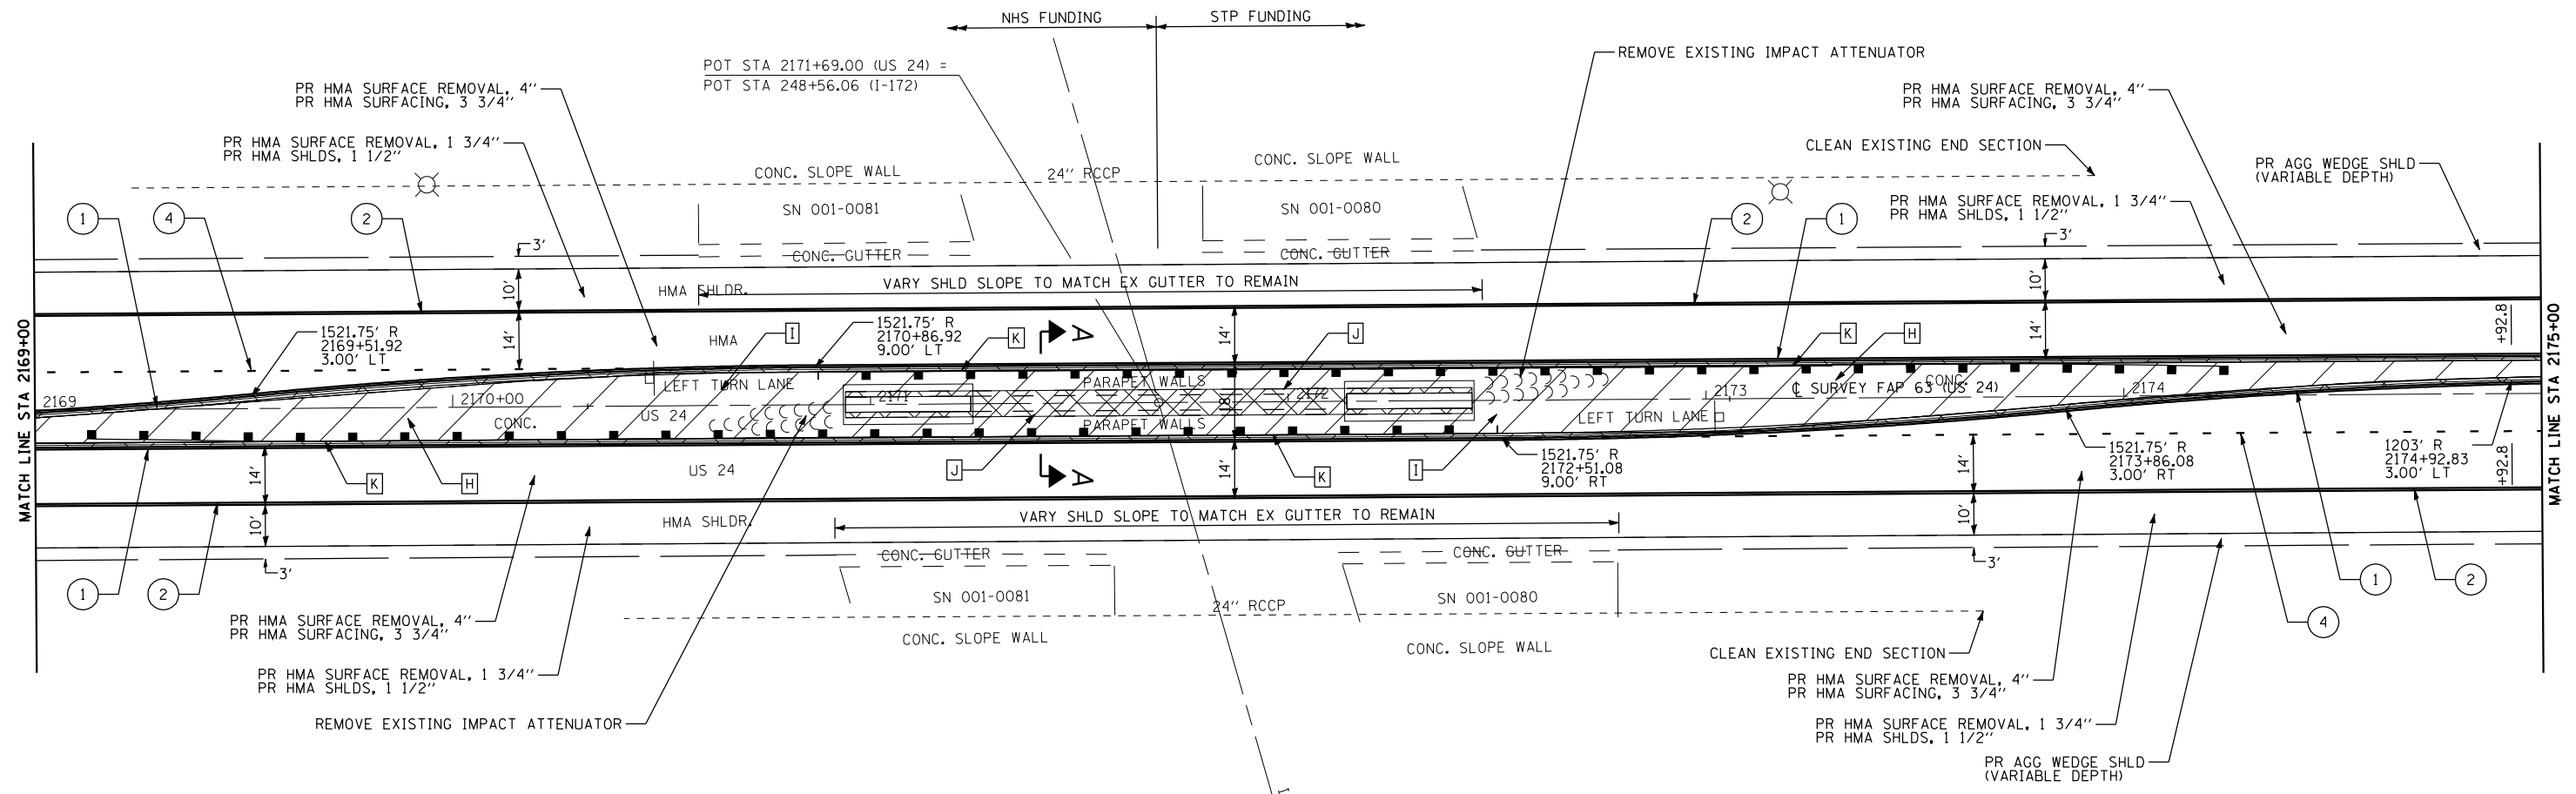 NHS FUNDING
STP FUNDING
REMOVE EXISTING IMPACT ATTENUATOR
POT STA 2171+69.00 (US 24) =
POT STA 248+56.06 (I-172)
PR HMA SURFACE REMOVAL, 4"
PR HMA SURFACING, 3 3/4"
PR HMA SURFACE REMOVAL, 4"
PR HMA SURFACING, 3 3/4"
PR HMA SURFACE REMOVAL, 1 3/4"
PR HMA SHLDS, 1 1/2"
CLEAN EXISTING END SECTION
CONC. SLOPE WALL
CONC. SLOPE WALL
24" RCCP
PR AGG WEDGE SHLD
(VARIABLE DEPTH)
SN 001-0081
SN 001-0080
PR HMA SURFACE REMOVAL, 1 3/4"
PR HMA SHLDS, 1 1/2"
1
4
2
2
1
3'
3'
CONC. GUTTER
CONC. GUTTER
VARY SHLD SLOPE TO MATCH EX GUTTER TO REMAIN
HMA SHLDR.
10'
10'
MATCH LINE STA 2169+00
MATCH LINE STA 2175+00
1521.75' R
2169+51.92
3.00' LT
1521.75' R
2170+86.92
9.00' LT
14'
14'
14'
HMA
I
K
A
J
K
H
+92.8
LEFT TURN LANE
PARAPET WALLS
CONC.
℄ SURVEY FAP 63 (US 24)
2169
2170+00
2171
2172
2173
2174
18'
US 24
CONC.
PARAPET WALLS
LEFT TURN LANE
1521.75' R
2172+51.08
9.00' RT
1521.75' R
2173+86.08
3.00' RT
1203' R
2174+92.83
3.00' LT
+92.8
14'
K
H
US 24
J
A
K
I
14'
14'
10'
HMA SHLDR.
VARY SHLD SLOPE TO MATCH EX GUTTER TO REMAIN
10'
CONC. GUTTER
CONC. GUTTER
3'
3'
1
2
SN 001-0081
SN 001-0080
24" RCCP
1
2
4
PR HMA SURFACE REMOVAL, 4"
PR HMA SURFACING, 3 3/4"
CONC. SLOPE WALL
CONC. SLOPE WALL
CLEAN EXISTING END SECTION
PR HMA SURFACE REMOVAL, 1 3/4"
PR HMA SHLDS, 1 1/2"
PR HMA SURFACE REMOVAL, 4"
PR HMA SURFACING, 3 3/4"
REMOVE EXISTING IMPACT ATTENUATOR
PR HMA SURFACE REMOVAL, 1 3/4"
PR HMA SHLDS, 1 1/2"
PR AGG WEDGE SHLD
(VARIABLE DEPTH)